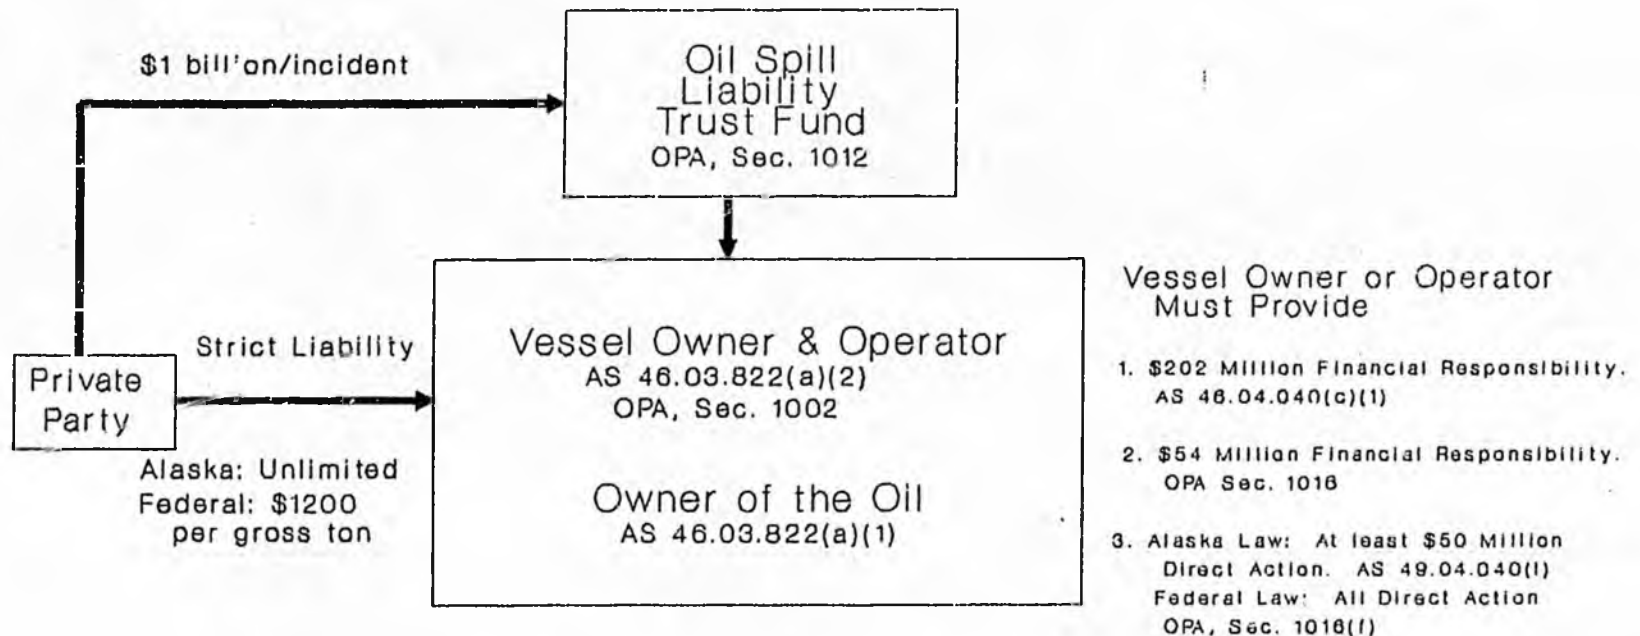 $1 bill'on/incident
Oil Spill
Liability
Trust Fund
OPA, Sec. 1012
Strict Liability
Private
Party
Alaska: Unlimited
Federal: $1200
per gross ton
Vessel Owner & Operator
AS 46.03.822(a)(2)
OPA, Sec. 1002
Owner of the Oil
AS 46.03.822(a)(1)
Vessel Owner or Operator
Must Provide
1. $202 Million Financial Responsibility.
AS 46.04.040(c)(1)
2. $54 Million Financial Responsibility.
OPA Sec. 1016
3. Alaska Law: At least $50 Million
Direct Action. AS 49.04.040(l)
Federal Law: All Direct Action
OPA, Sec. 1016(f)